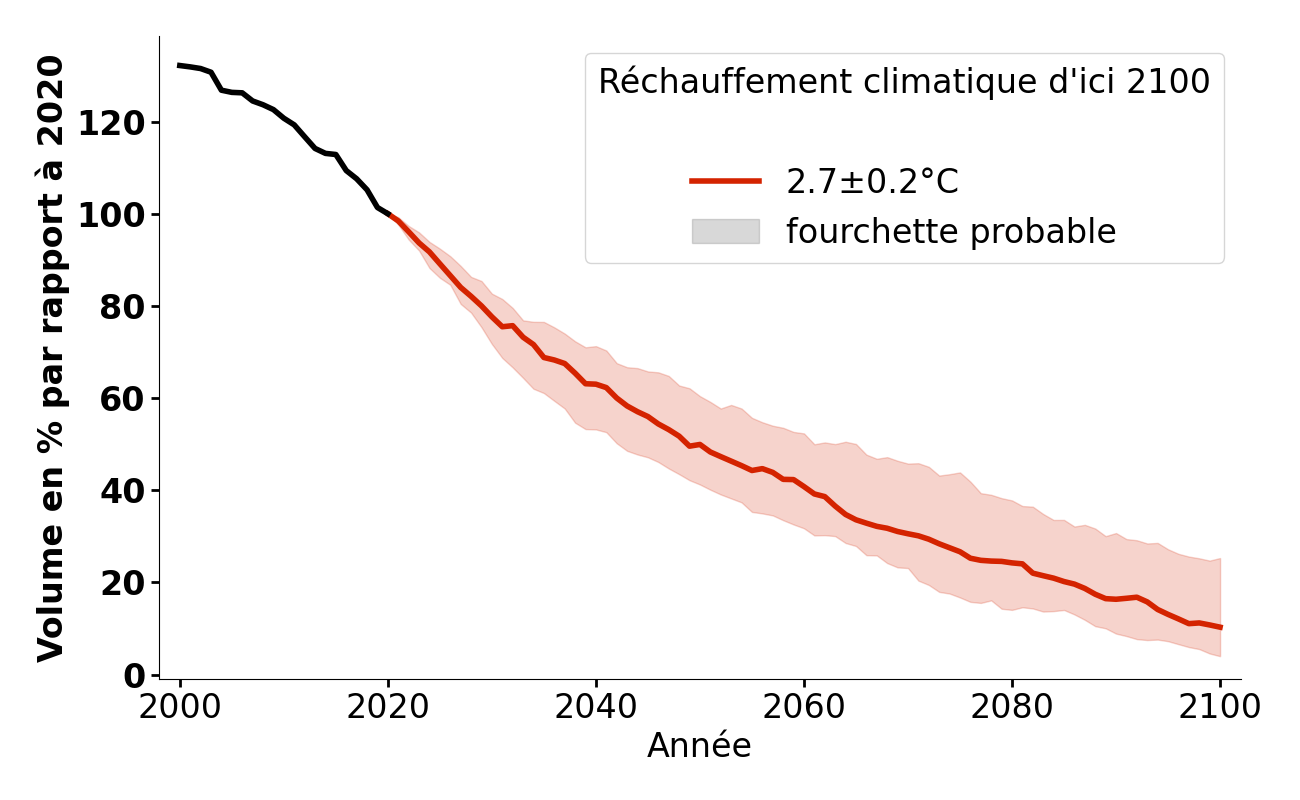 Volume en % par rapport à 2020
120
100
80
60
40
20
0
Réchauffement climatique d'ici 2100
2.7±0.2°C
fourchette probable
2000 2020 2040 2060 2080 2100
Année